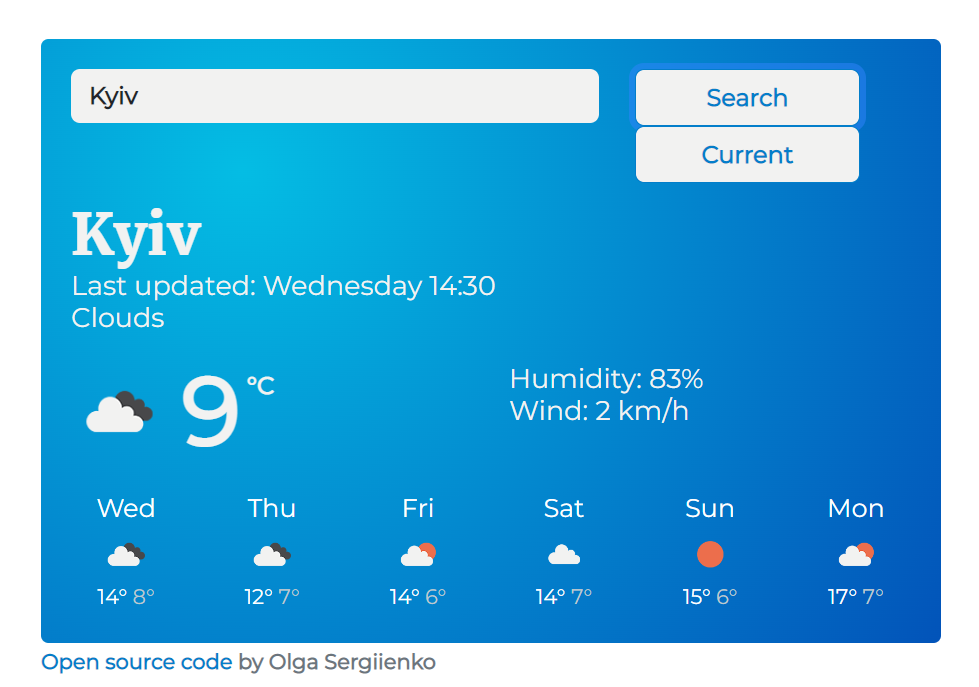 Kyiv
Search
Current
Kyiv
Last updated: Wednesday 14:30
Clouds
9 °C
Humidity: 83%
Wind: 2 km/h
Wed Thu Fri Sat Sun Mon
14° 8° 12° 7° 14° 6° 14° 7° 15° 6° 17° 7°
Open source code by Olga Sergiienko